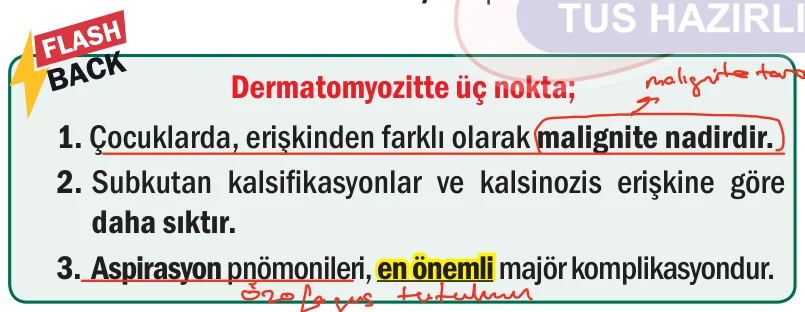 TUS HAZIRLI
FLASH
BACK
Dermatomyozitte üç nokta;
malignite tara
1. Çocuklarda, erişkinden farklı olarak malignite nadirdir.
2. Subkutan kalsifikasyonlar ve kalsinozis erişkine göre
daha sıktır.
3. Aspirasyon pnömonileri, en önemli majör komplikasyondur.
özofagus tutulumu